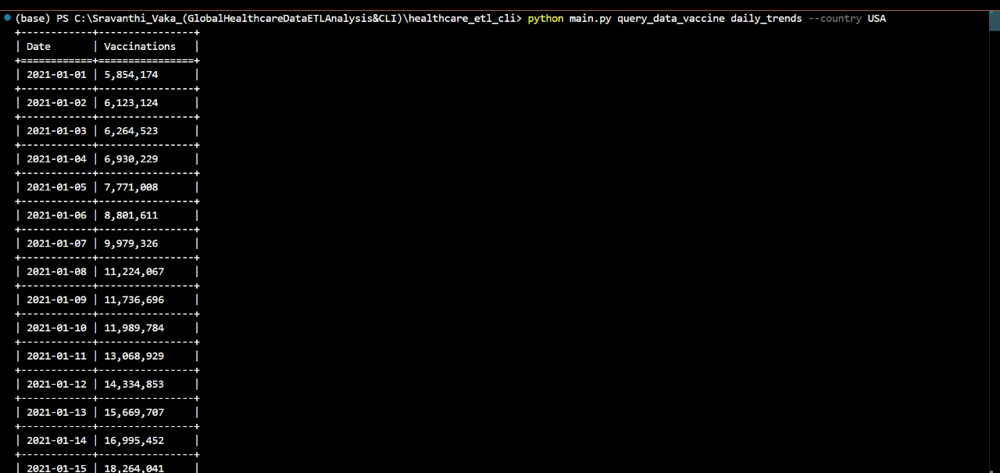 (base) PS C:\Sravanthi_Vaka_(GlobalHealthcareDataETLAnalysis&CLI)\healthcare_etl_cli> python main.py query_data_vaccine daily_trends --country USA
+------------+----------------+
| Date       | Vaccinations   |
+============+================+
| 2021-01-01 | 5,854,174      |
+------------+----------------+
| 2021-01-02 | 6,123,124      |
+------------+----------------+
| 2021-01-03 | 6,264,523      |
+------------+----------------+
| 2021-01-04 | 6,930,229      |
+------------+----------------+
| 2021-01-05 | 7,771,008      |
+------------+----------------+
| 2021-01-06 | 8,801,611      |
+------------+----------------+
| 2021-01-07 | 9,979,326      |
+------------+----------------+
| 2021-01-08 | 11,224,067     |
+------------+----------------+
| 2021-01-09 | 11,736,696     |
+------------+----------------+
| 2021-01-10 | 11,989,784     |
+------------+----------------+
| 2021-01-11 | 13,068,929     |
+------------+----------------+
| 2021-01-12 | 14,334,853     |
+------------+----------------+
| 2021-01-13 | 15,669,707     |
+------------+----------------+
| 2021-01-14 | 16,995,452     |
+------------+----------------+
| 2021-01-15 | 18,264,041     |